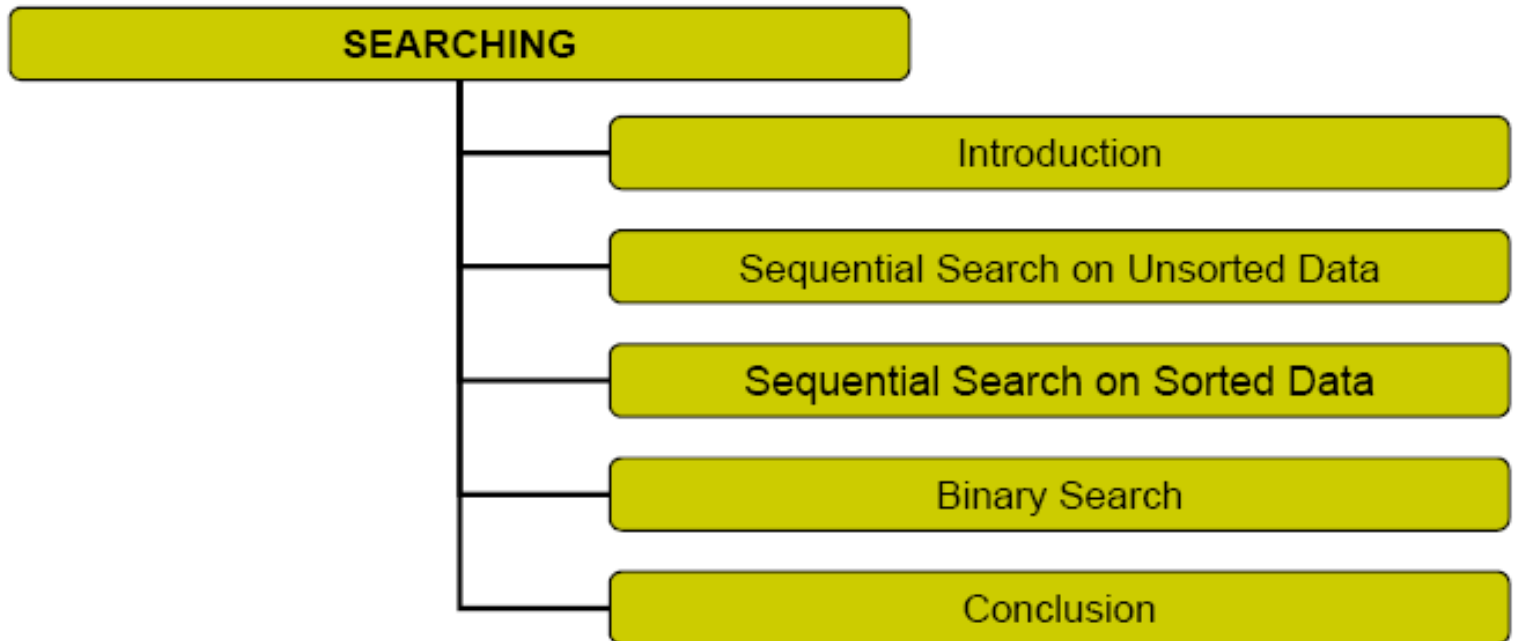 SEARCHING
Introduction
Sequential Search on Unsorted Data
Sequential Search on Sorted Data
Binary Search
Conclusion